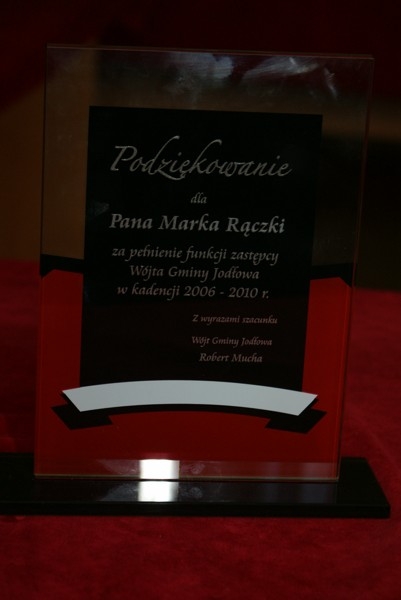 Podziękowanie
dla
Pana Marka Rączki
za pełnienie funkcji zastępcy
Wójta Gminy Jodłowa
w kadencji 2006 - 2010 r.
Z wyrazami szacunku
Wójt Gminy Jodłowa
Robert Mucha